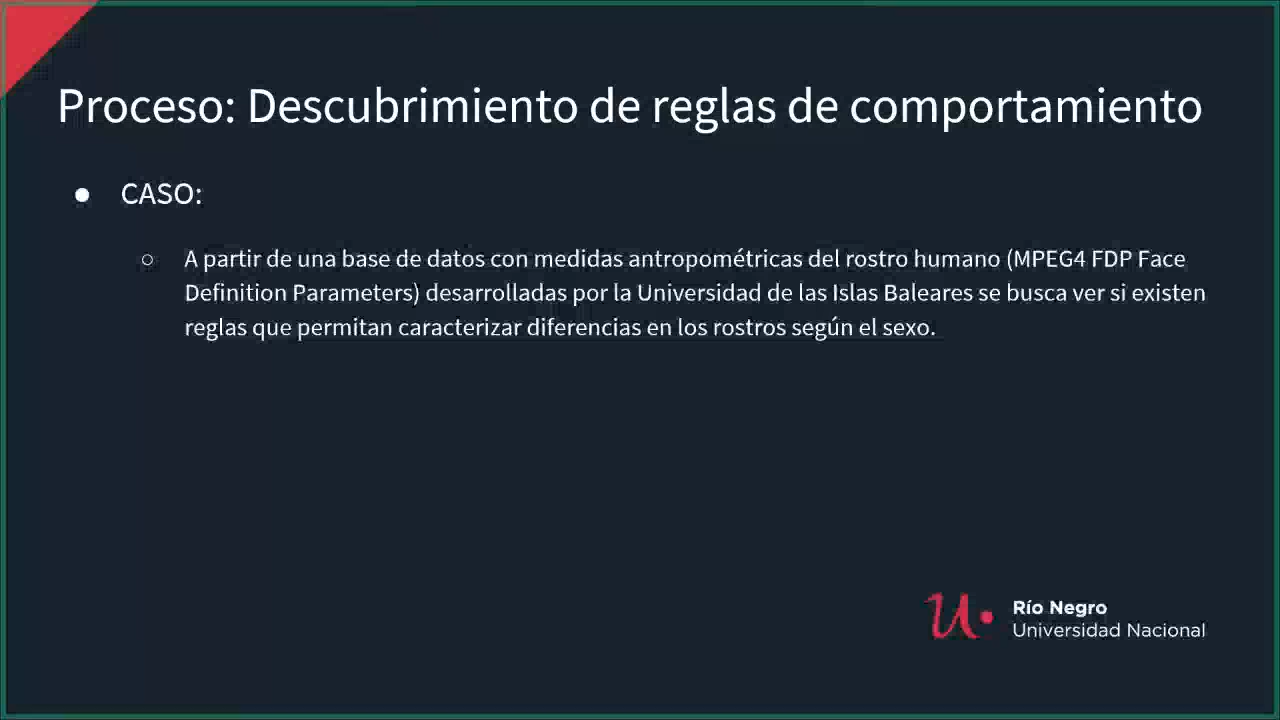 Proceso: Descubrimiento de reglas de comportamiento
● CASO:
○ A partir de una base de datos con medidas antropométricas del rostro humano (MPEG4 FDP Face
Definition Parameters) desarrolladas por la Universidad de las Islas Baleares se busca ver si existen
reglas que permitan caracterizar diferencias en los rostros según el sexo.
Río Negro
Universidad Nacional